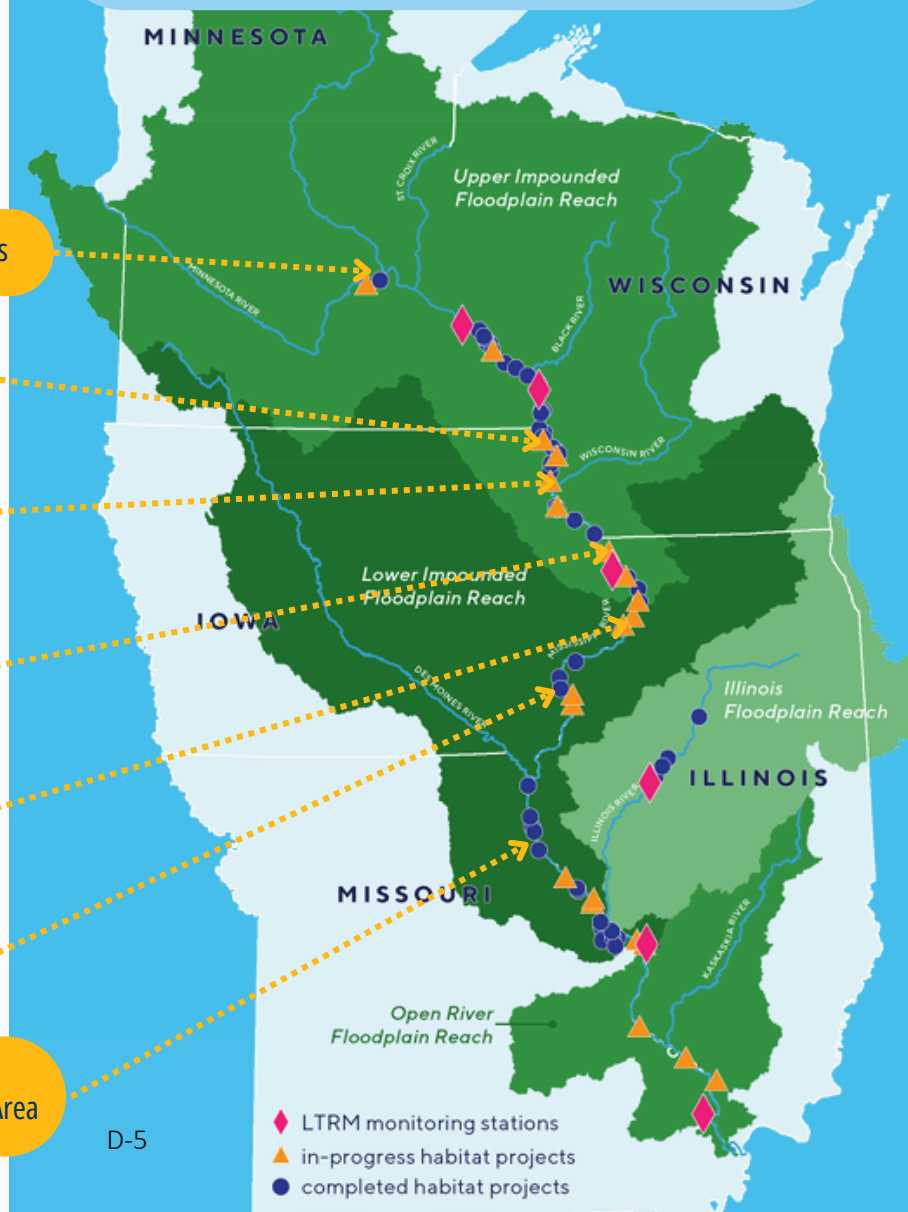 MINNESOTA
ST. CROIX RIVER
Upper Impounded
Floodplain Reach
s
MINNESOTA RIVER
WISCONSIN
BLACK RIVER
WISCONSIN RIVER
Lower Impounded
Floodplain Reach
IOWA
MISSISSIPPI RIVER
DES MOINES RIVER
Illinois
Floodplain Reach
ILLINOIS
ILLINOIS RIVER
MISSOURI
KASKASKIA RIVER
Open River
Floodplain Reach
Area
D-5
LTRM monitoring stations
in-progress habitat projects
completed habitat projects